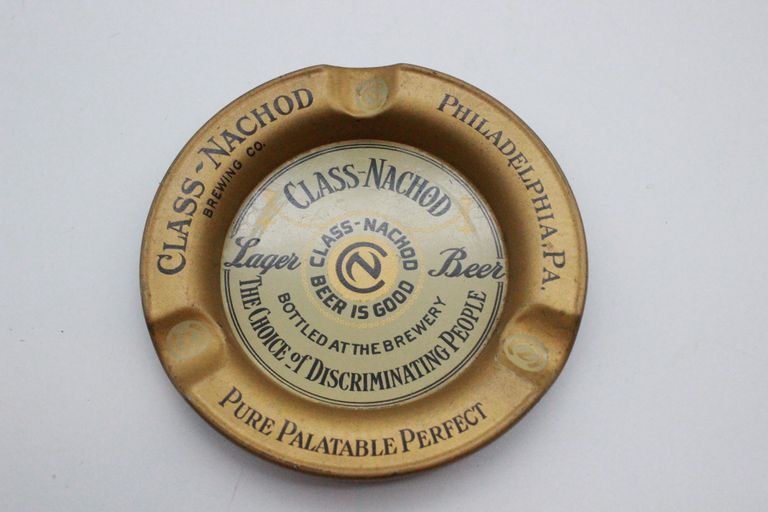 CLASS-NACHOD
BREWING CO.
PHILADELPHIA, PA.
PURE PALATABLE PERFECT
CLASS-NACHOD
Lager Beer
CLASS-NACHOD
CN
BEER IS GOOD
BOTTLED AT THE BREWERY
THE CHOICE of DISCRIMINATING PEOPLE